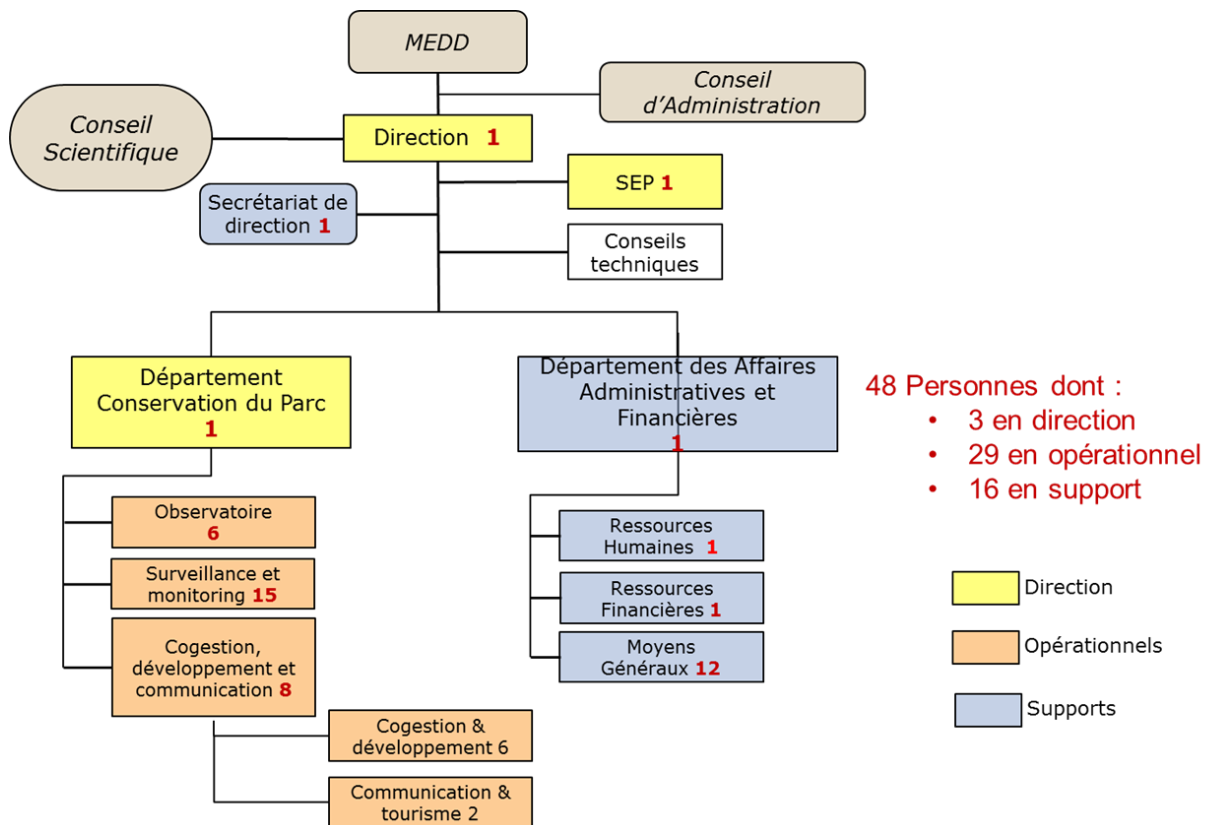 MEDD
Conseil
d’Administration
Conseil
Scientifique
Direction 1
SEP 1
Secrétariat de
direction 1
Conseils
techniques
Département
Conservation du Parc
1
Département des Affaires
Administratives et
Financières
1
48 Personnes dont :
• 3 en direction
• 29 en opérationnel
• 16 en support
Observatoire
6
Surveillance et
monitoring 15
Cogestion,
développement et
communication 8
Cogestion &
développement 6
Communication &
tourisme 2
Ressources
Humaines 1
Ressources
Financières 1
Moyens
Généraux 12
Direction
Opérationnels
Supports